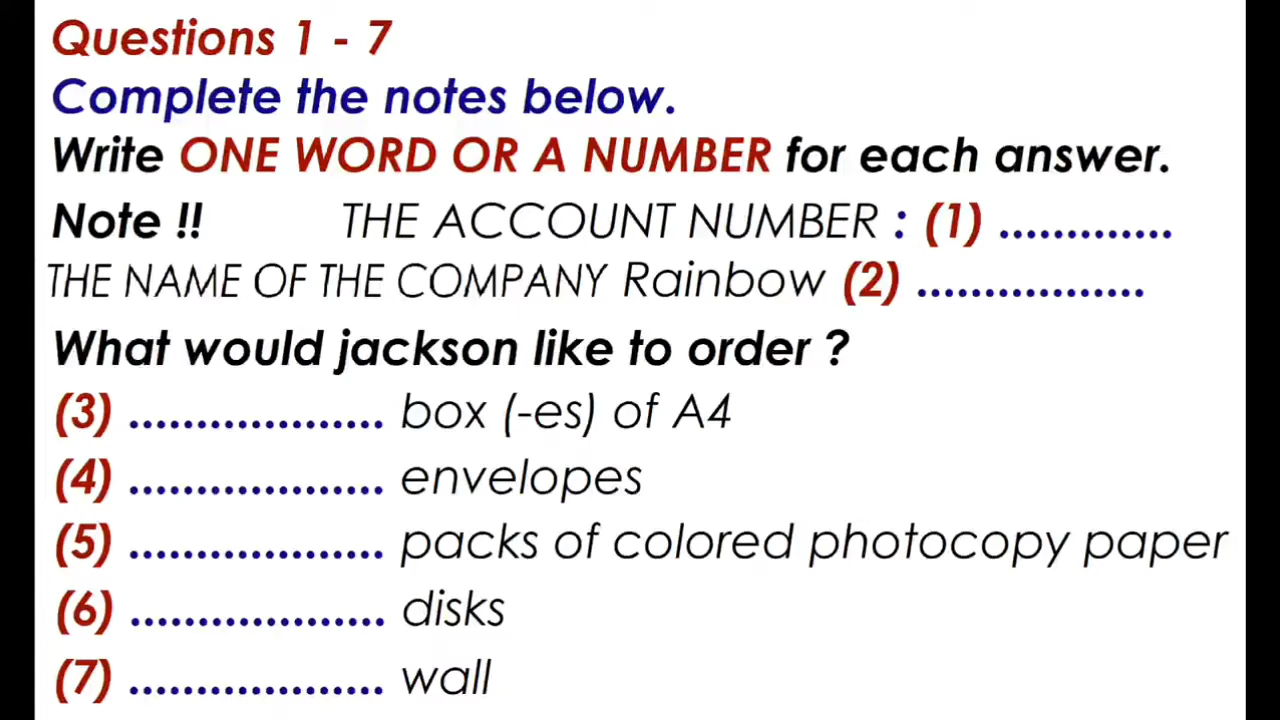 Questions 1 - 7
Complete the notes below.
Write ONE WORD OR A NUMBER for each answer.
Note !! THE ACCOUNT NUMBER : (1) .............
THE NAME OF THE COMPANY Rainbow (2) .................
What would jackson like to order ?
(3) ................... box (-es) of A4
(4) ................... envelopes
(5) ................... packs of colored photocopy paper
(6) ................... disks
(7) ................... wall